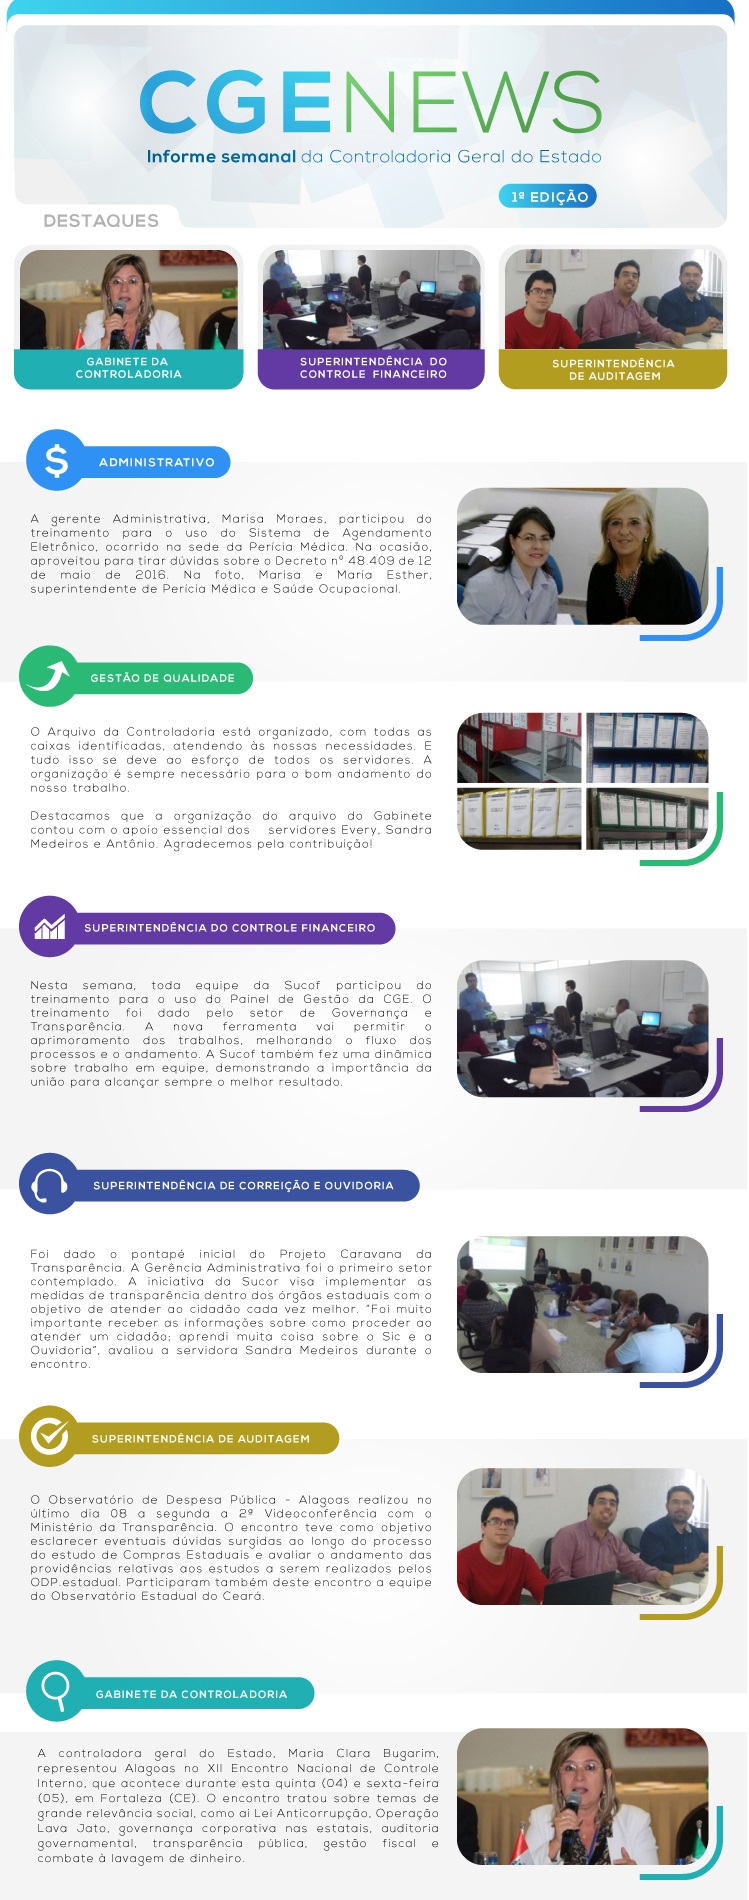 CGENEWS
Informe semanal da Controladoria Geral do Estado
1ª EDIÇÃO
DESTAQUES
GABINETE DA
CONTROLADORIA
SUPERINTENDÊNCIA DO
CONTROLE FINANCEIRO
SUPERINTENDÊNCIA
DE AUDITAGEM
$ ADMINISTRATIVO
A gerente Administrativa, Marisa Moraes, participou do
treinamento para o uso do Sistema de Agendamento
Eletrônico, ocorrido na sede da Perícia Médica. Na ocasião,
aproveitou para tirar dúvidas sobre o Decreto nº 48.409 de 12
de maio de 2016. Na foto, Marisa e Maria Esther,
superintendente de Perícia Médica e Saúde Ocupacional.
GESTÃO DE QUALIDADE
O Arquivo da Controladoria está organizado, com todas as
caixas identificadas, atendendo às nossas necessidades. E
tudo isso se deve ao esforço de todos os servidores. A
organização é sempre necessário para o bom andamento do
nosso trabalho.
Destacamos que a organização do arquivo do Gabinete
contou com o apoio essencial dos servidores Every, Sandra
Medeiros e Antônio. Agradecemos pela contribuição!
SUPERINTENDÊNCIA DO CONTROLE FINANCEIRO
Nesta semana, toda equipe da Sucof participou do
treinamento para o uso do Painel de Gestão da CGE. O
treinamento foi dado pelo setor de Governança e
Transparência. A nova ferramenta vai permitir o
aprimoramento dos trabalhos, melhorando o fluxo dos
processos e o andamento. A Sucof também fez uma dinâmica
sobre trabalho em equipe, demonstrando a importância da
união para alcançar sempre o melhor resultado.
SUPERINTENDÊNCIA DE CORREIÇÃO E OUVIDORIA
Foi dado o pontapé inicial do Projeto Caravana da
Transparência. A Gerência Administrativa foi o primeiro setor
contemplado. A iniciativa da Sucor visa implementar as
medidas de transparência dentro dos órgãos estaduais com o
objetivo de atender ao cidadão cada vez melhor. "Foi muito
importante receber as informações sobre como proceder ao
atender um cidadão; aprendi muita coisa sobre o Sic e a
Ouvidoria", avaliou a servidora Sandra Medeiros durante o
encontro.
SUPERINTENDÊNCIA DE AUDITAGEM
O Observatório de Despesa Pública - Alagoas realizou no
último dia 08 a segunda a 2ª Videoconferência com o
Ministério da Transparência. O encontro teve como objetivo
esclarecer eventuais dúvidas surgidas ao longo do processo
do estudo de Compras Estaduais e avaliar o andamento das
providências relativas aos estudos a serem realizados pelos
ODP.estadual. Participaram também deste encontro a equipe
do Observatório Estadual do Ceará.
GABINETE DA CONTROLADORIA
A controladora geral do Estado, Maria Clara Bugarim,
representou Alagoas no XII Encontro Nacional de Controle
Interno, que acontece durante esta quinta (04) e sexta-feira
(05), em Fortaleza (CE). O encontro tratou sobre temas de
grande relevância social, como ai Lei Anticorrupção, Operação
Lava Jato, governança corporativa nas estatais, auditoria
governamental, transparência pública, gestão fiscal e
combate à lavagem de dinheiro.